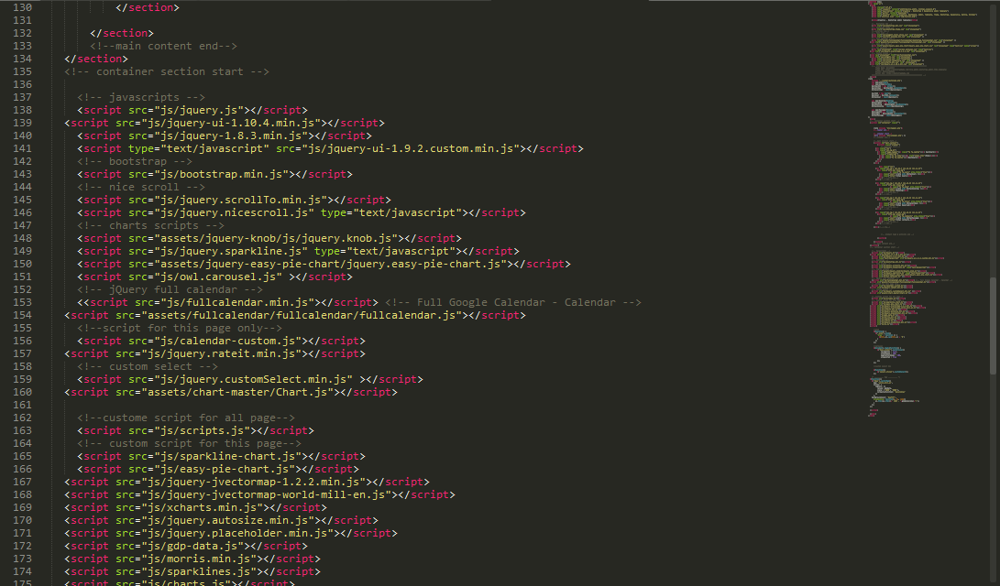 130 </section>
131
132 </section>
133 <!--main content end-->
134 </section>
135 <!-- container section start -->
136
137 <!-- javascripts -->
138 <script src="js/jquery.js"></script>
139 <script src="js/jquery-ui-1.10.4.min.js"></script>
140 <script src="js/jquery-1.8.3.min.js"></script>
141 <script type="text/javascript" src="js/jquery-ui-1.9.2.custom.min.js"></script>
142 <!-- bootstrap -->
143 <script src="js/bootstrap.min.js"></script>
144 <!-- nice scroll -->
145 <script src="js/jquery.scrollTo.min.js"></script>
146 <script src="js/jquery.nicescroll.js" type="text/javascript"></script>
147 <!-- charts scripts -->
148 <script src="assets/jquery-knob/js/jquery.knob.js"></script>
149 <script src="js/jquery.sparkline.js" type="text/javascript"></script>
150 <script src="assets/jquery-easy-pie-chart/jquery.easy-pie-chart.js"></script>
151 <script src="js/owl.carousel.js" ></script>
152 <!-- jQuery full calendar -->
153 <<script src="js/fullcalendar.min.js"></script> <!-- Full Google Calendar - Calendar -->
154 <script src="assets/fullcalendar/fullcalendar/fullcalendar.js"></script>
155 <!--script for this page only-->
156 <script src="js/calendar-custom.js"></script>
157 <script src="js/jquery.rateit.min.js"></script>
158 <!-- custom select -->
159 <script src="js/jquery.customSelect.min.js" ></script>
160 <script src="assets/chart-master/Chart.js"></script>
161
162 <!--custome script for all page-->
163 <script src="js/scripts.js"></script>
164 <!-- custom script for this page-->
165 <script src="js/sparkline-chart.js"></script>
166 <script src="js/easy-pie-chart.js"></script>
167 <script src="js/jquery-jvectormap-1.2.2.min.js"></script>
168 <script src="js/jquery-jvectormap-world-mill-en.js"></script>
169 <script src="js/xcharts.min.js"></script>
170 <script src="js/jquery.autosize.min.js"></script>
171 <script src="js/jquery.placeholder.min.js"></script>
172 <script src="js/gdp-data.js"></script>
173 <script src="js/morris.min.js"></script>
174 <script src="js/sparklines.js"></script>
175 <script src="js/charts.js"></script>